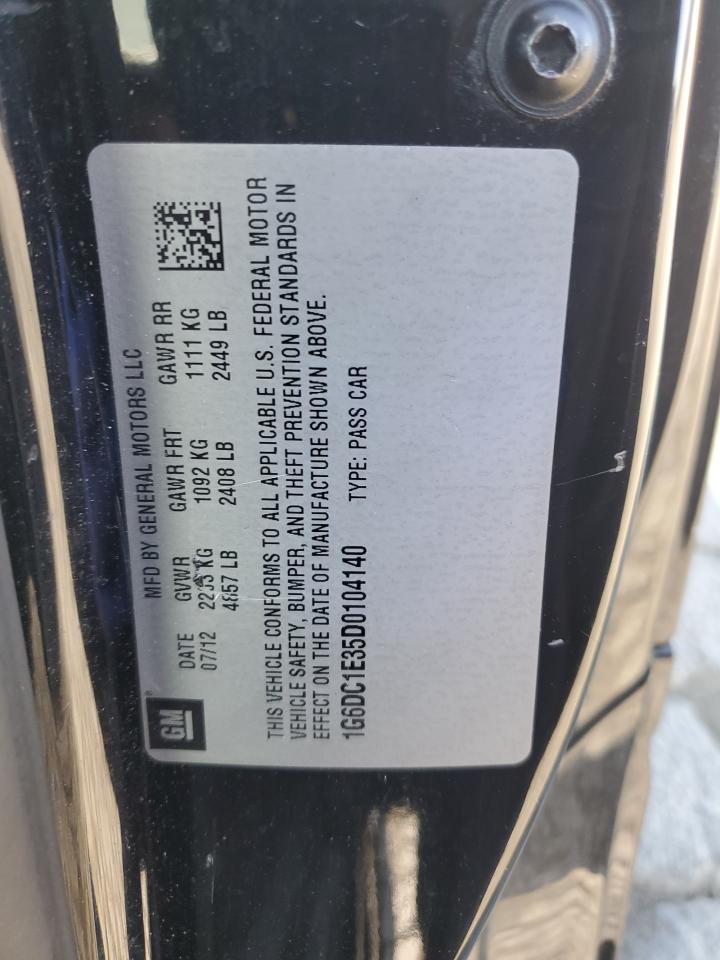 GM
MFD BY GENERAL MOTORS LLC
DATE GVWR GAWR FRT GAWR RR
07/12 2203 KG 1092 KG 1111 KG
4857 LB 2408 LB 2449 LB
THIS VEHICLE CONFORMS TO ALL APPLICABLE U.S. FEDERAL MOTOR
VEHICLE SAFETY, BUMPER, AND THEFT PREVENTION STANDARDS IN
EFFECT ON THE DATE OF MANUFACTURE SHOWN ABOVE.
1G6DC1E35D0104140 TYPE: PASS CAR